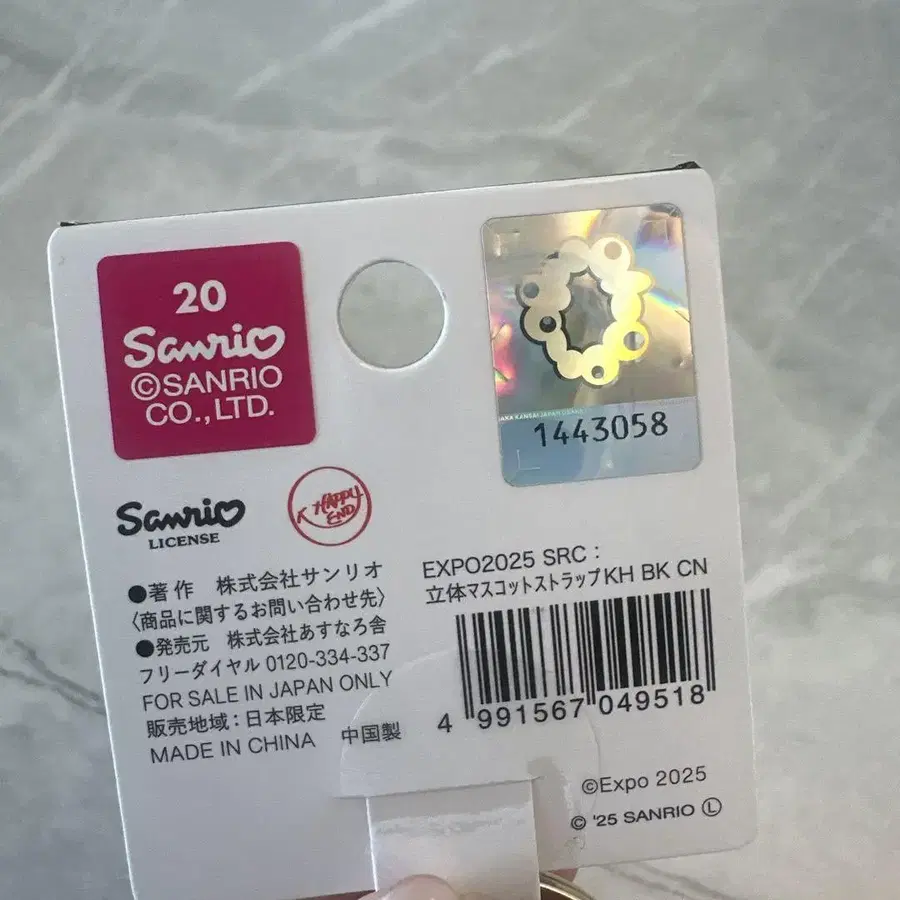 20
Sanrio
©SANRIO
CO.,LTD.
1443058
Sanrio
LICENSE
HAPPY
END
●著作 株式会社サンリオ
〈商品に関するお問い合わせ先〉
●発売元 株式会社あすなろ舎
フリーダイヤル 0120-334-337
FOR SALE IN JAPAN ONLY
販売地域：日本限定
MADE IN CHINA 中国製
EXPO2025 SRC：
立体マスコットストラップKH BK CN
4 991567 049518
©Expo 2025
© '25 SANRIO Ⓛ